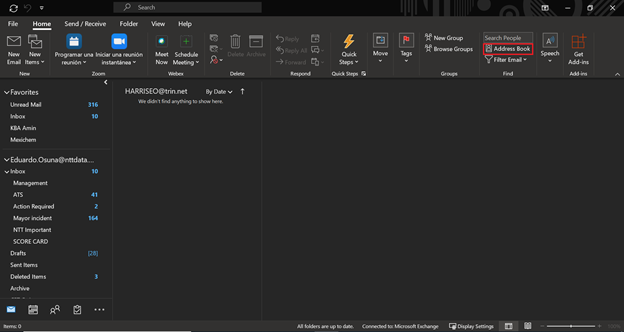 Search
File Home Send / Receive Folder View Help
New Email
New Items
Programar una reunión
Iniciar una reunión instantánea
Meet Now
Schedule Meeting
Delete Archive
Reply
Reply All
Forward
Quick Steps
Move
Tags
New Group
Browse Groups
Search People
Address Book
Filter Email
Speech
Get Add-ins
New Zoom Webex Delete Respond Quick Steps Groups Find Add-ins
Favorites
Unread Mail 316
Inbox 10
KBA Amin
Mexichem
Eduardo.Osuna@nttdata....
Inbox 10
Management
ATS 41
Action Required 2
Mayor incident 164
NTT Important
SCORE CARD
Drafts [28]
Sent Items
Deleted Items 3
Archive
HARRISEO@trin.net By Date
We didn't find anything to show here.
Items: 0 All folders are up to date. Connected to: Microsoft Exchange Display Settings